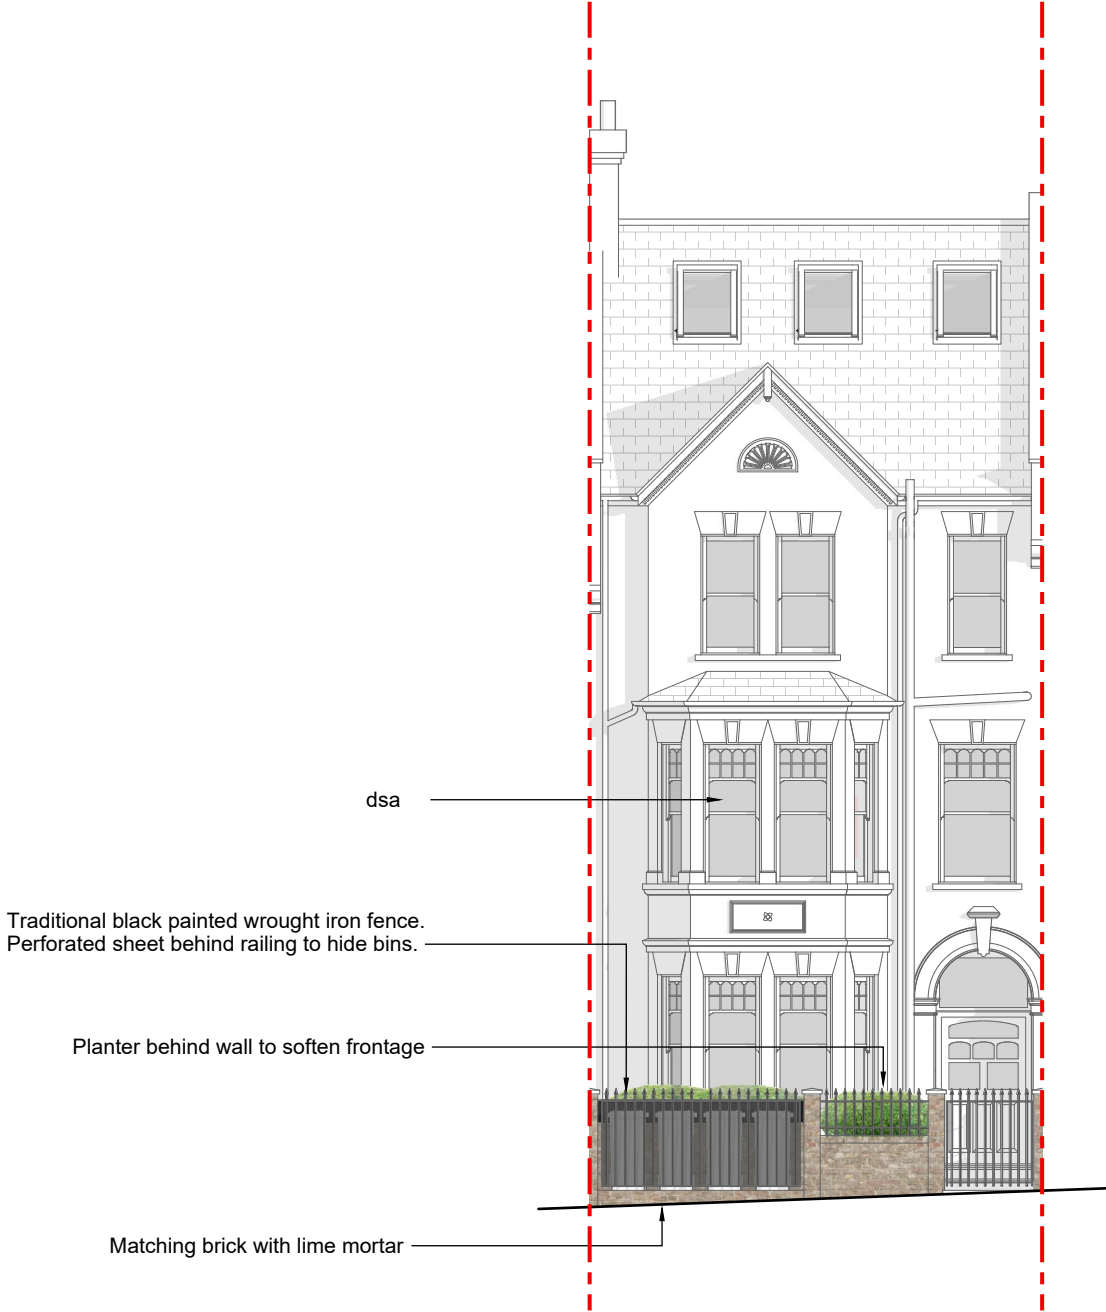 dsa
Traditional black painted wrought iron fence.
Perforated sheet behind railing to hide bins.
Planter behind wall to soften frontage
Matching brick with lime mortar